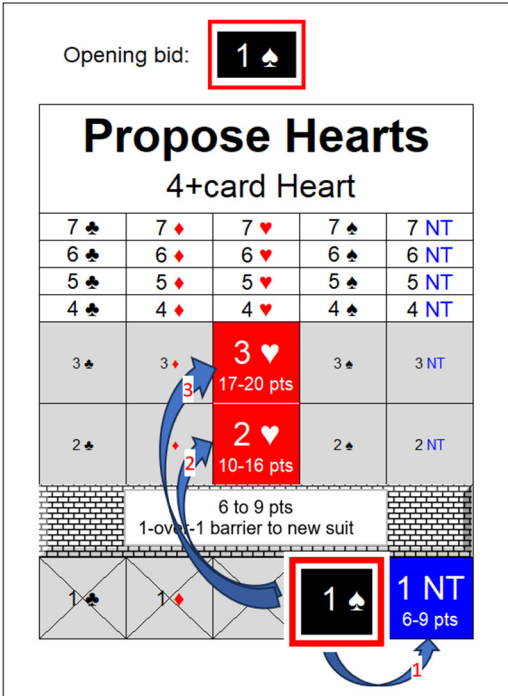 Opening bid: 1 ♠
Propose Hearts
4+card Heart
7 ♣ 7 ♦ 7 ♥ 7 ♠ 7 NT
6 ♣ 6 ♦ 6 ♥ 6 ♠ 6 NT
5 ♣ 5 ♦ 5 ♥ 5 ♠ 5 NT
4 ♣ 4 ♦ 4 ♥ 4 ♠ 4 NT
3 ♣ 3 ♦ 3 ♥ 3 ♠ 3 NT
17-20 pts
3
2 ♣ ♦ 2 ♥ 2 ♠ 2 NT
10-16 pts
2
6 to 9 pts
1-over-1 barrier to new suit
1 ♣ 1 ♦ 1 ♠ 1 NT
6-9 pts
1